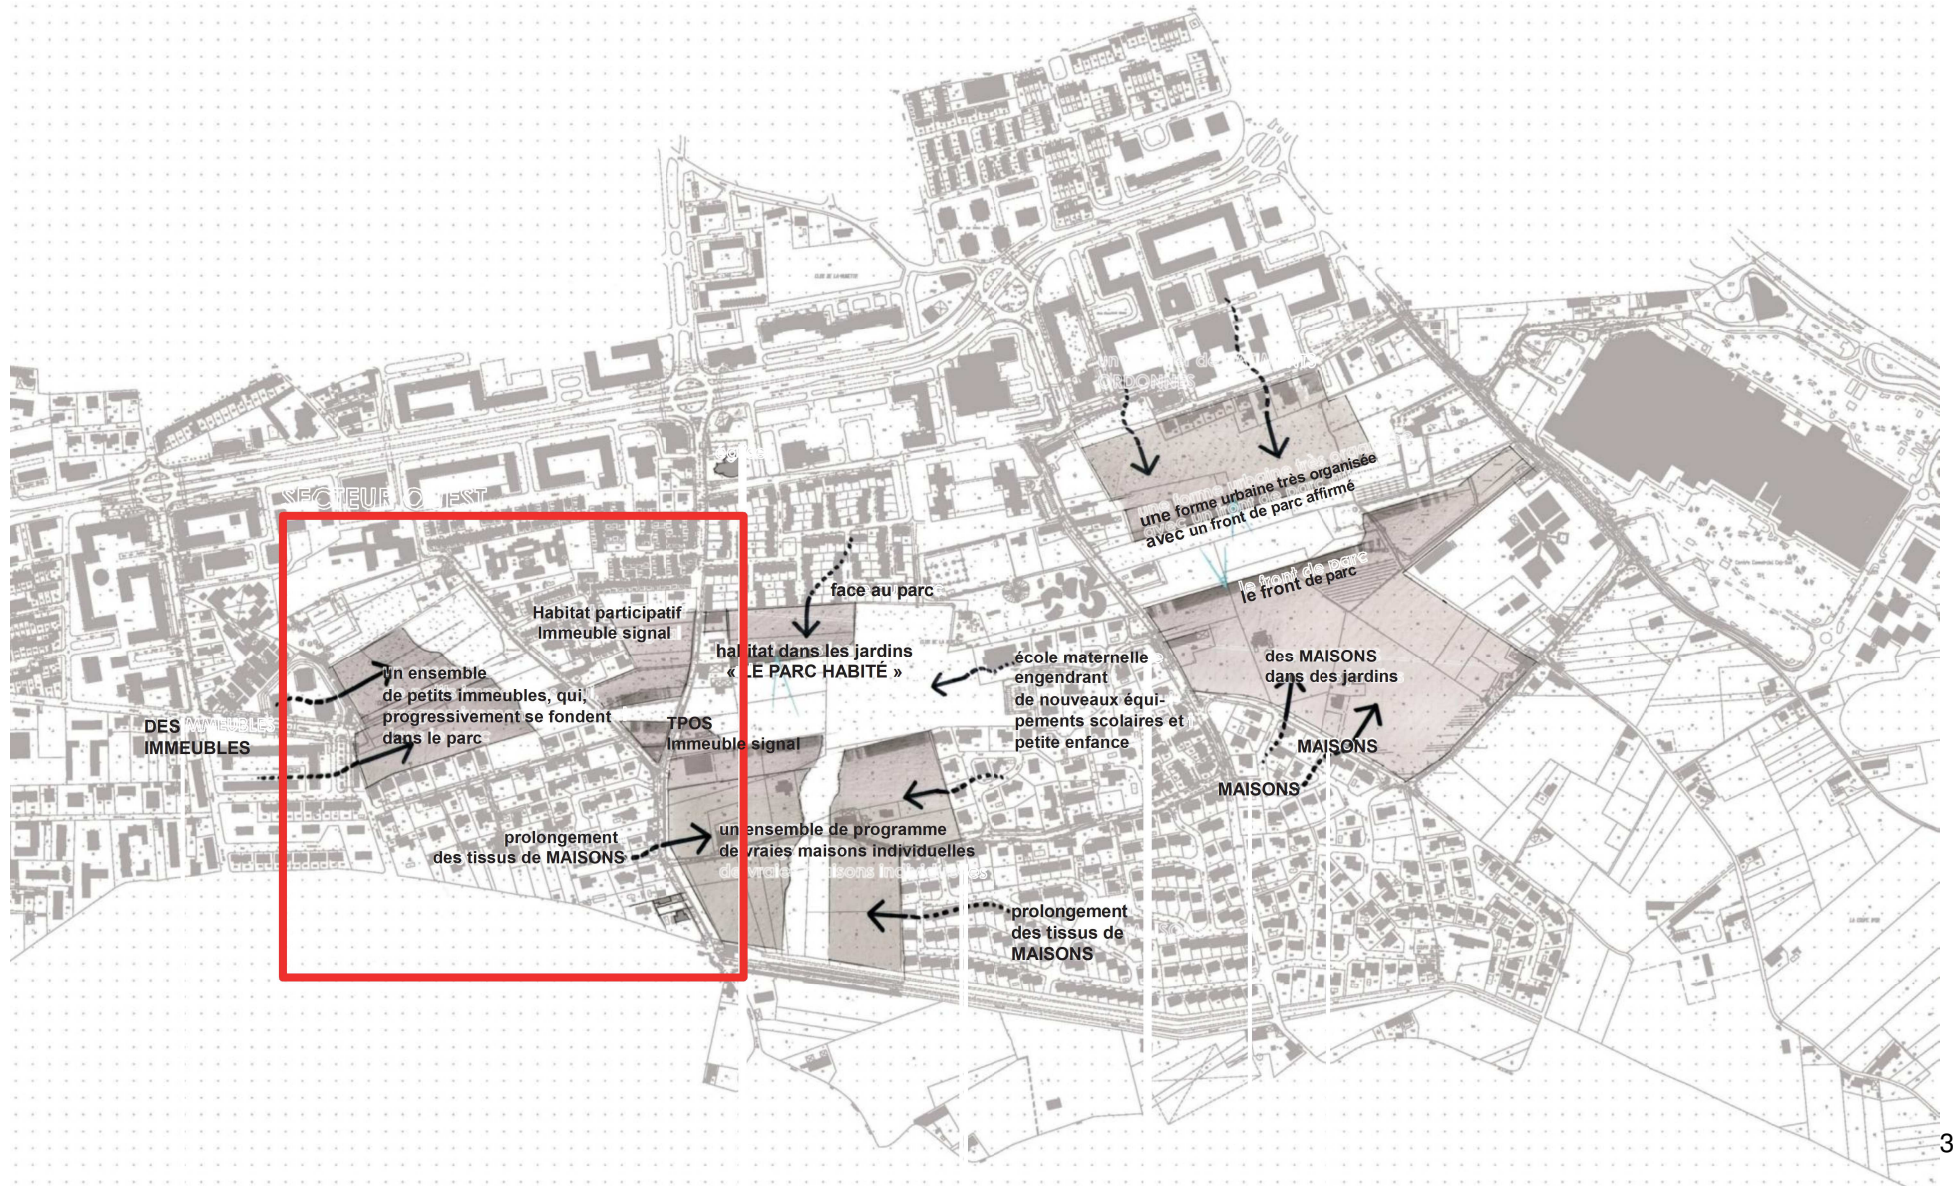 SECTEUR OUEST
une forme urbaine très organisée
avec un front de parc affirmé
le front de parc
face au parc
Habitat participatif
Immeuble signal
habitat dans les jardins
« LE PARC HABITÉ »
école maternelle
engendrant
de nouveaux équi-
pements scolaires et
petite enfance
des MAISONS
dans des jardins
un ensemble
de petits immeubles, qui,
progressivement se fondent
dans le parc
DES
IMMEUBLES
TPOS
Immeuble signal
MAISONS
MAISONS
prolongement
des tissus de MAISONS
un ensemble de programme
de vraies maisons individuelles
prolongement
des tissus de
MAISONS
3